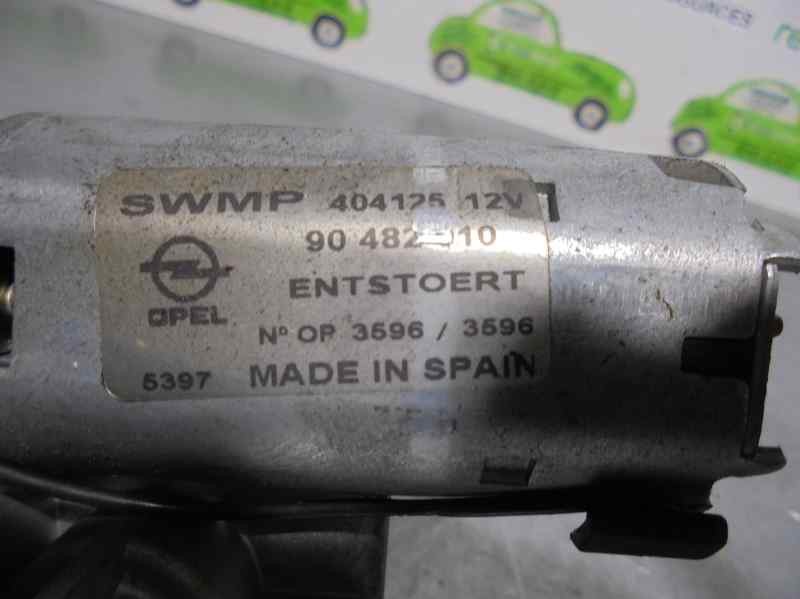 SWMP 404125 12V
90 482
ENTSTOERT
OPEL
Nº OP 3596 / 3596
5397 MADE IN SPAIN